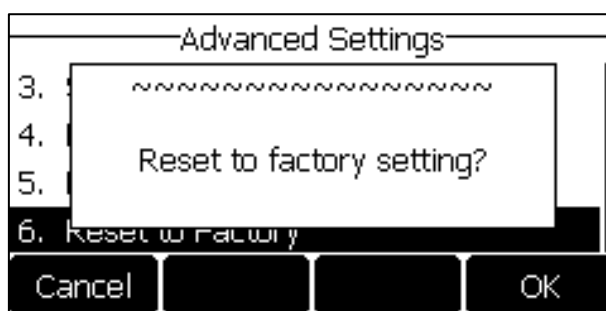 Advanced Settings
3.
~~~~~~~~~~~~~~~~~
4.
Reset to factory setting?
5.
6. Reset to Factory
Cancel OK